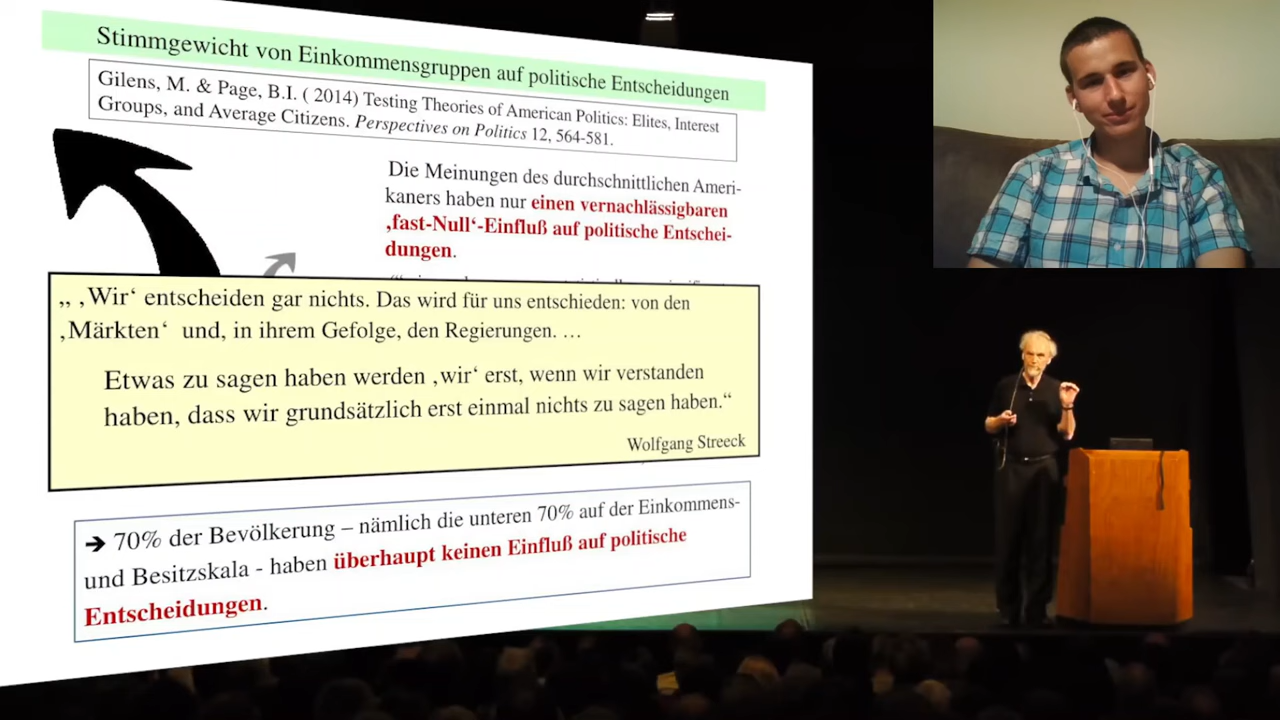 Stimmgewicht von Einkommensgruppen auf politische Entscheidungen
Gilens, M. & Page, B.I. ( 2014) Testing Theories of American Politics: Elites, Interest
Groups, and Average Citizens. Perspectives on Politics 12, 564-581.
Die Meinungen des durchschnittlichen Ameri-
kaners haben nur einen vernachlässigbaren
‚fast-Null‘-Einfluß auf politische Entschei-
dungen.
„ ‚Wir‘ entscheiden gar nichts. Das wird für uns entschieden: von den
‚Märkten‘ und, in ihrem Gefolge, den Regierungen. …
Etwas zu sagen haben werden ‚wir‘ erst, wenn wir verstanden
haben, dass wir grundsätzlich erst einmal nichts zu sagen haben.“
Wolfgang Streeck
➔ 70% der Bevölkerung – nämlich die unteren 70% auf der Einkommens-
und Besitzskala - haben überhaupt keinen Einfluß auf politische
Entscheidungen.